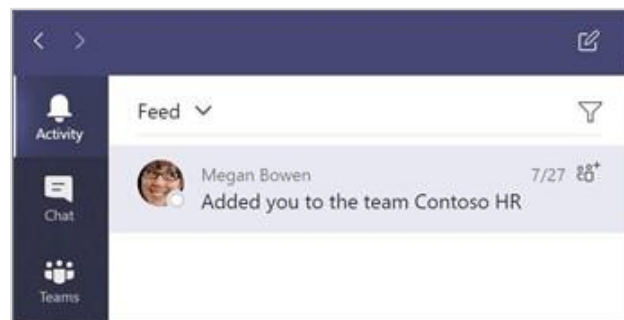 Activity
Feed
Megan Bowen 7/27
Added you to the team Contoso HR
Chat
Teams